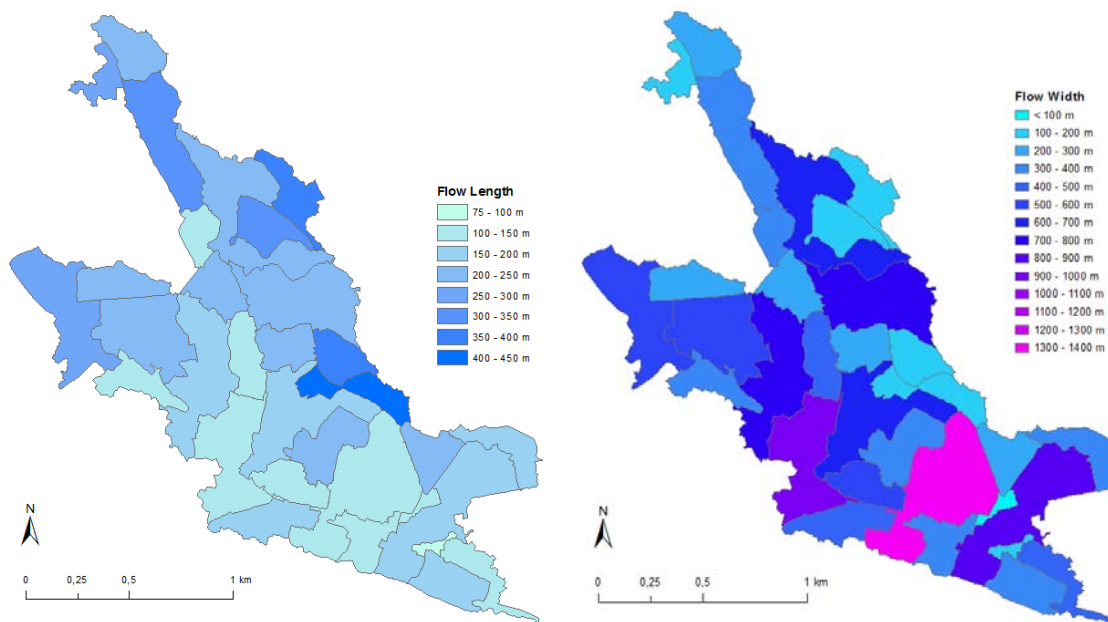 Flow Length
75 - 100 m
100 - 150 m
150 - 200 m
200 - 250 m
250 - 300 m
300 - 350 m
350 - 400 m
400 - 450 m
N
0 0,25 0,5 1 km
Flow Width
< 100 m
100 - 200 m
200 - 300 m
300 - 400 m
400 - 500 m
500 - 600 m
600 - 700 m
700 - 800 m
800 - 900 m
900 - 1000 m
1000 - 1100 m
1100 - 1200 m
1200 - 1300 m
1300 - 1400 m
N
0 0,25 0,5 1 km